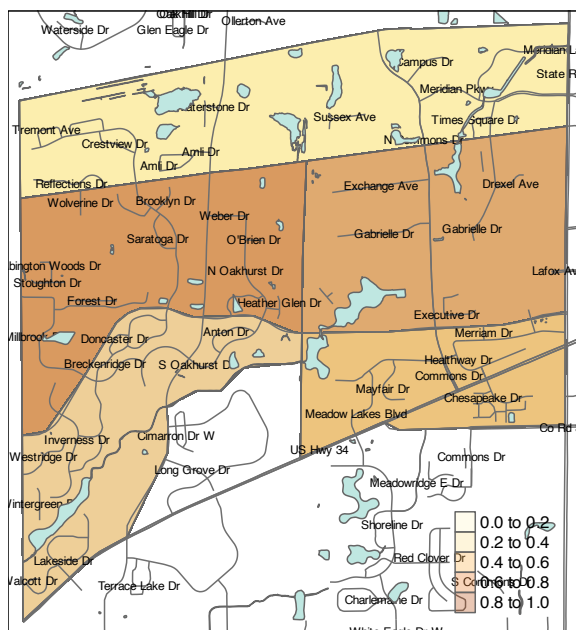 Waterside Dr
Glen Eagle Dr
Ollerton Ave
Campus Dr
State R
Meridian Pkwy
Sussex Ave
Times Square Dr
Tremont Ave
Crestview Dr
Amli Dr
Amli Dr
Reflections Dr
Brooklyn Dr
Exchange Ave
Drexel Ave
Wolverine Dr
Weber Dr
Saratoga Dr
O'Brien Dr
Gabrielle Dr
Gabrielle Dr
bington Woods Dr
N Oakhurst Dr
Lafox Av
Stoughton Dr
Forest Dr
Heather Glen Dr
Executive Dr
Anton Dr
Merriam Dr
Doncaster Dr
Breckenridge Dr
S Oakhurst D
Healthway Dr
Commons Dr
Mayfair Dr
Chesapeake Dr
Meadow Lakes Blvd
Co Rd
Inverness Dr
Cimarron Dr W
US Hwy 34
Westridge Dr
Long Grove Dr
Commons Dr
Meadowridge E Dr
Wintergreen
Shoreline Dr
0.0 to 0.2
0.2 to 0.4
Lakeside Dr
Red Clover Dr
0.4 to 0.6
Walcott Dr
Terrace Lake Dr
0.6 to 0.8
Charlemane Dr
0.8 to 1.0
White Eagle Dr W